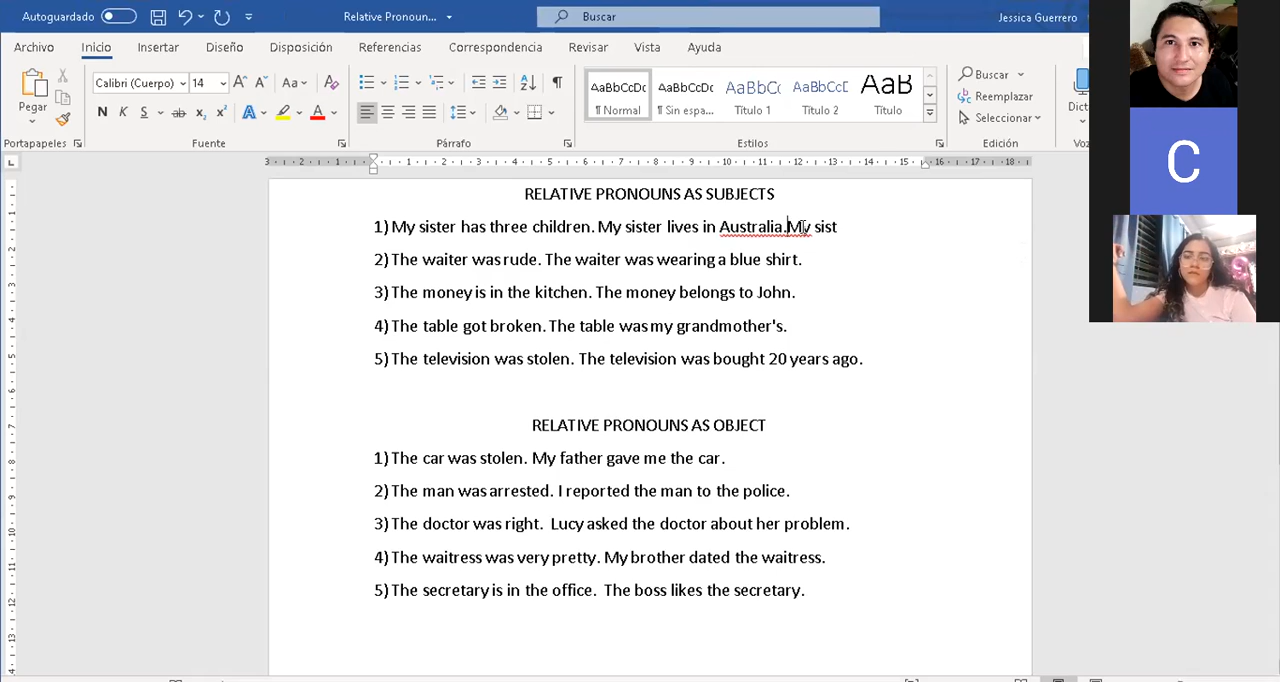 Autoguardado
Relative Pronoun...
Buscar
Jessica Guerrero
Archivo Inicio Insertar Diseño Disposición Referencias Correspondencia Revisar Vista Ayuda
Pegar
Calibri (Cuerpo) 14
N K S ab x₂ x²
AaBbCcDc AaBbCcDc AaBbC AaBbCcD AaB
¶ Normal ¶ Sin espa... Título 1 Título 2 Título
Buscar
Reemplazar
Seleccionar
Dict
Portapapeles Fuente Párrafo Estilos Edición Voz
RELATIVE PRONOUNS AS SUBJECTS
1) My sister has three children. My sister lives in Australia.My sist
2) The waiter was rude. The waiter was wearing a blue shirt.
3) The money is in the kitchen. The money belongs to John.
4) The table got broken. The table was my grandmother's.
5) The television was stolen. The television was bought 20 years ago.
RELATIVE PRONOUNS AS OBJECT
1) The car was stolen. My father gave me the car.
2) The man was arrested. I reported the man to the police.
3) The doctor was right.  Lucy asked the doctor about her problem.
4) The waitress was very pretty. My brother dated the waitress.
5) The secretary is in the office.  The boss likes the secretary.
C